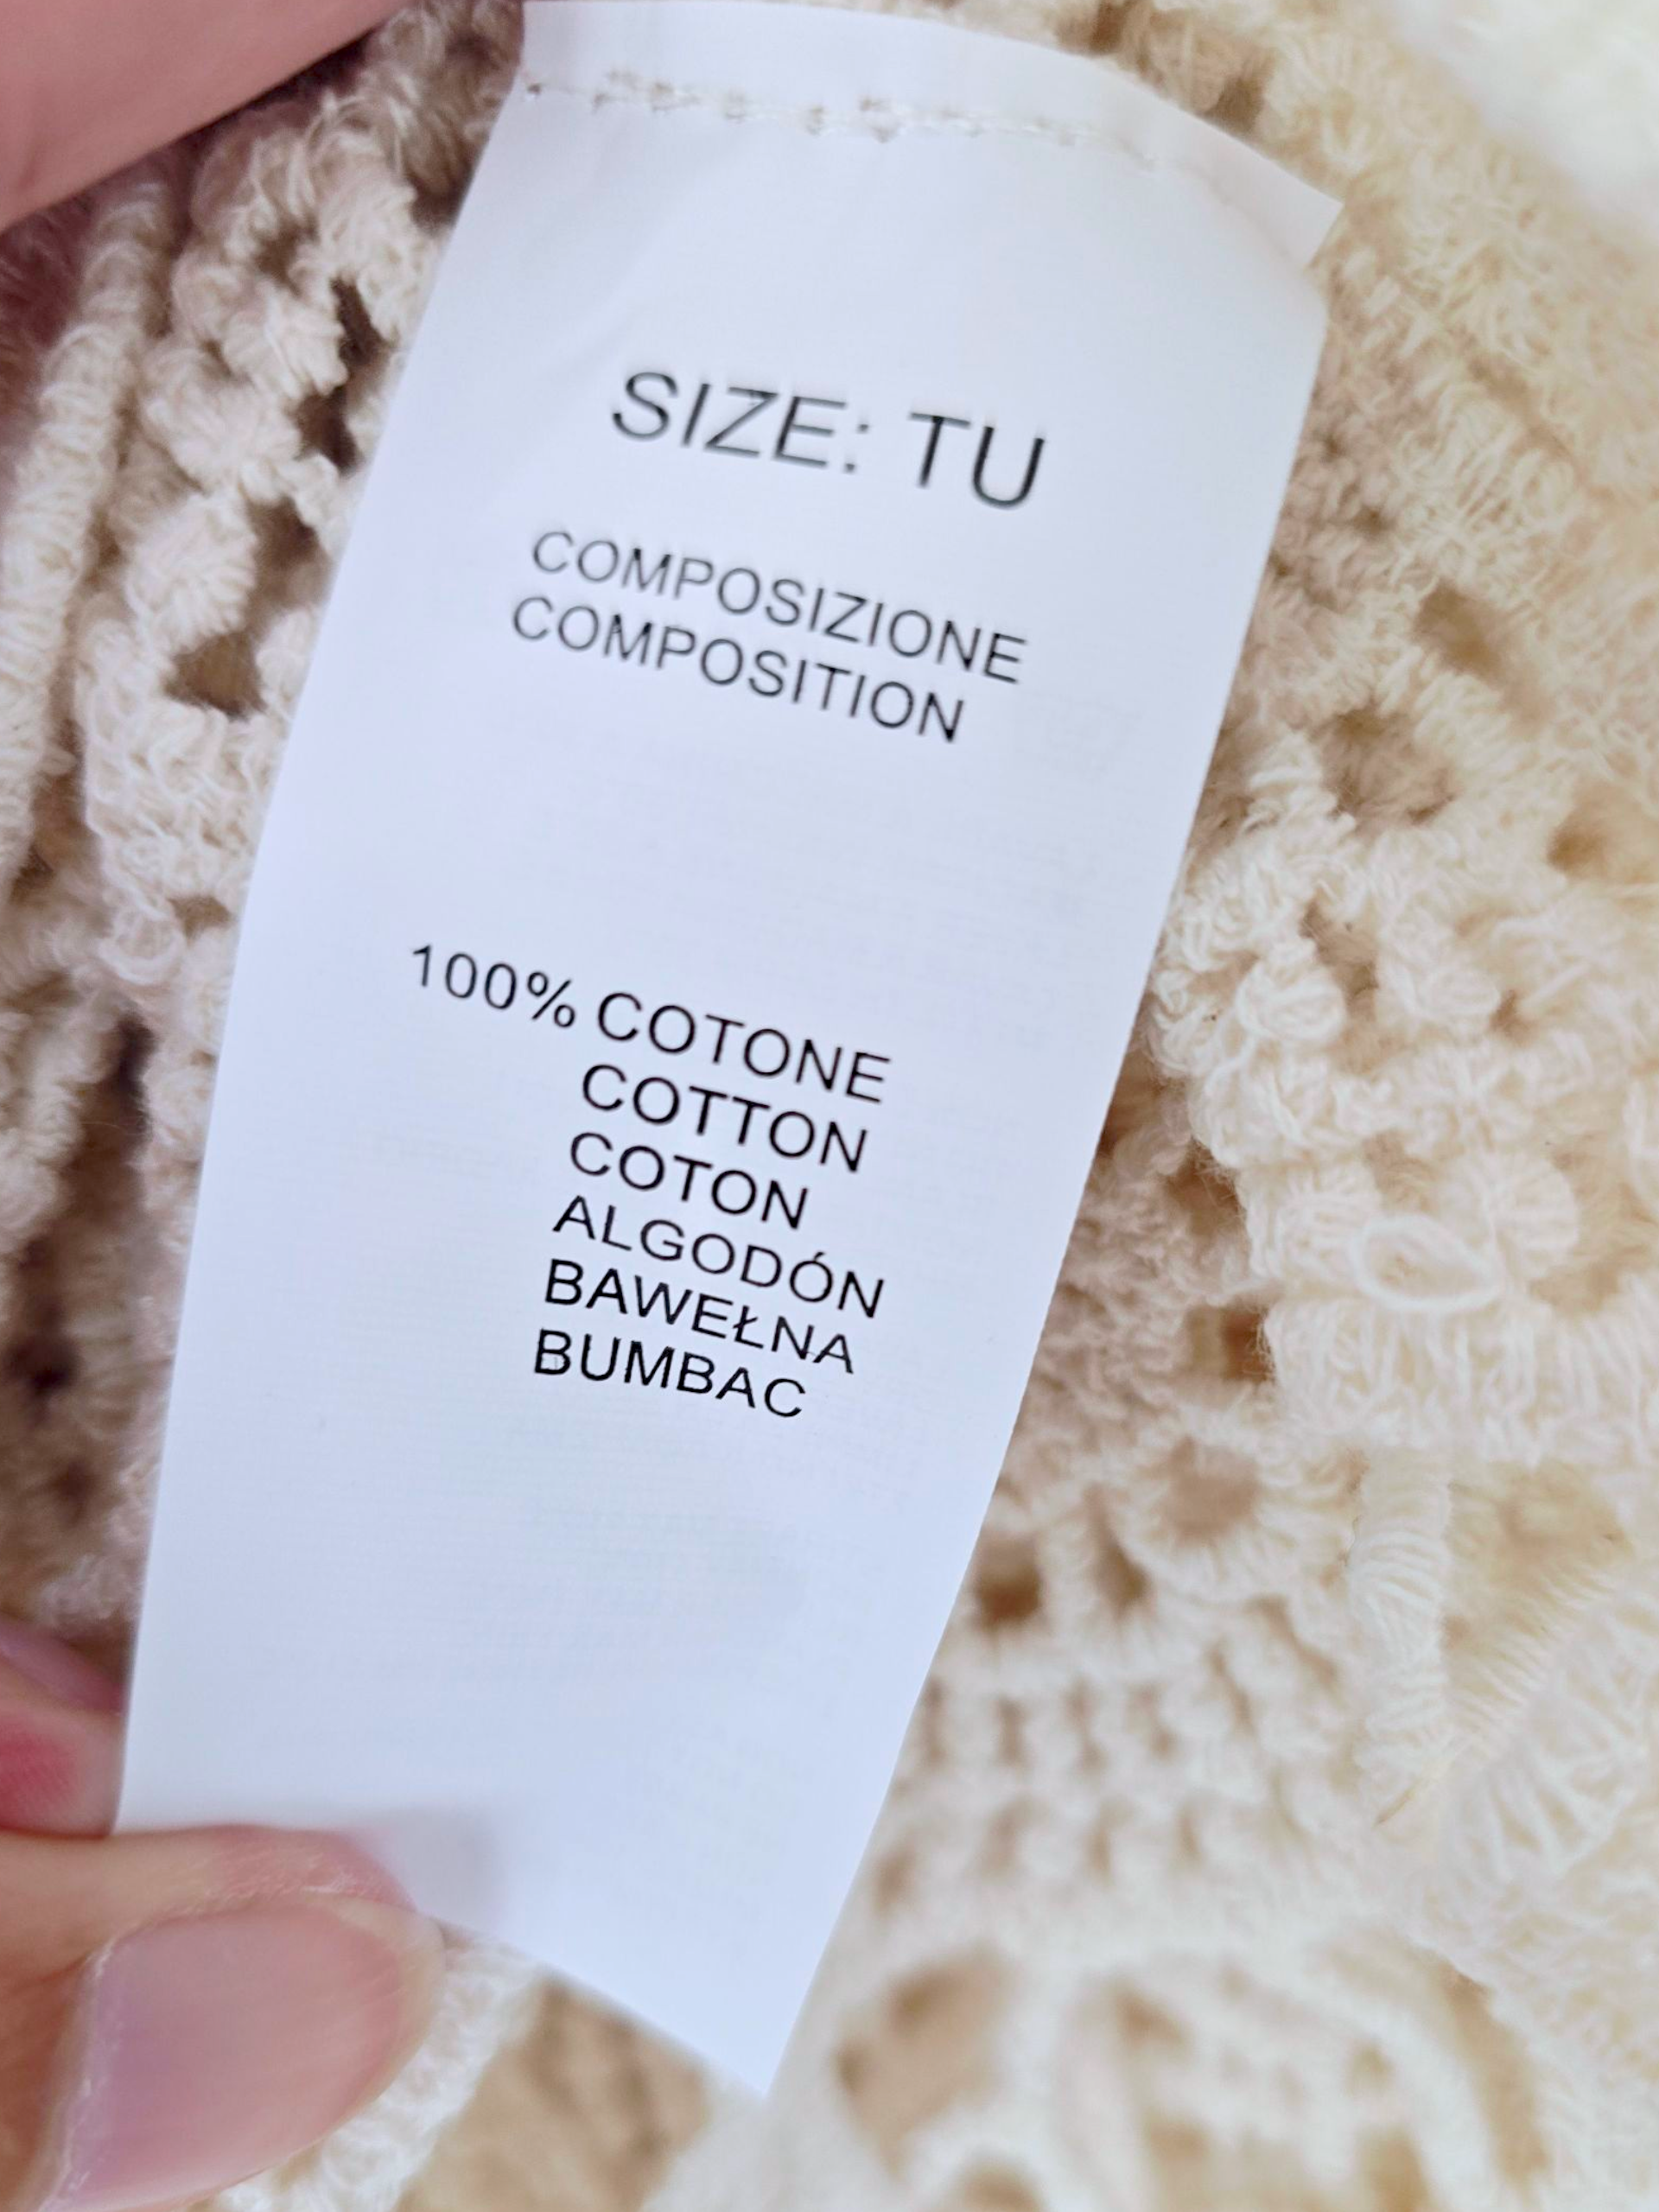 SIZE: TU
COMPOSIZIONE
COMPOSITION
100% COTONE
COTTON
COTON
ALGODÓN
BAWEŁNA
BUMBAC